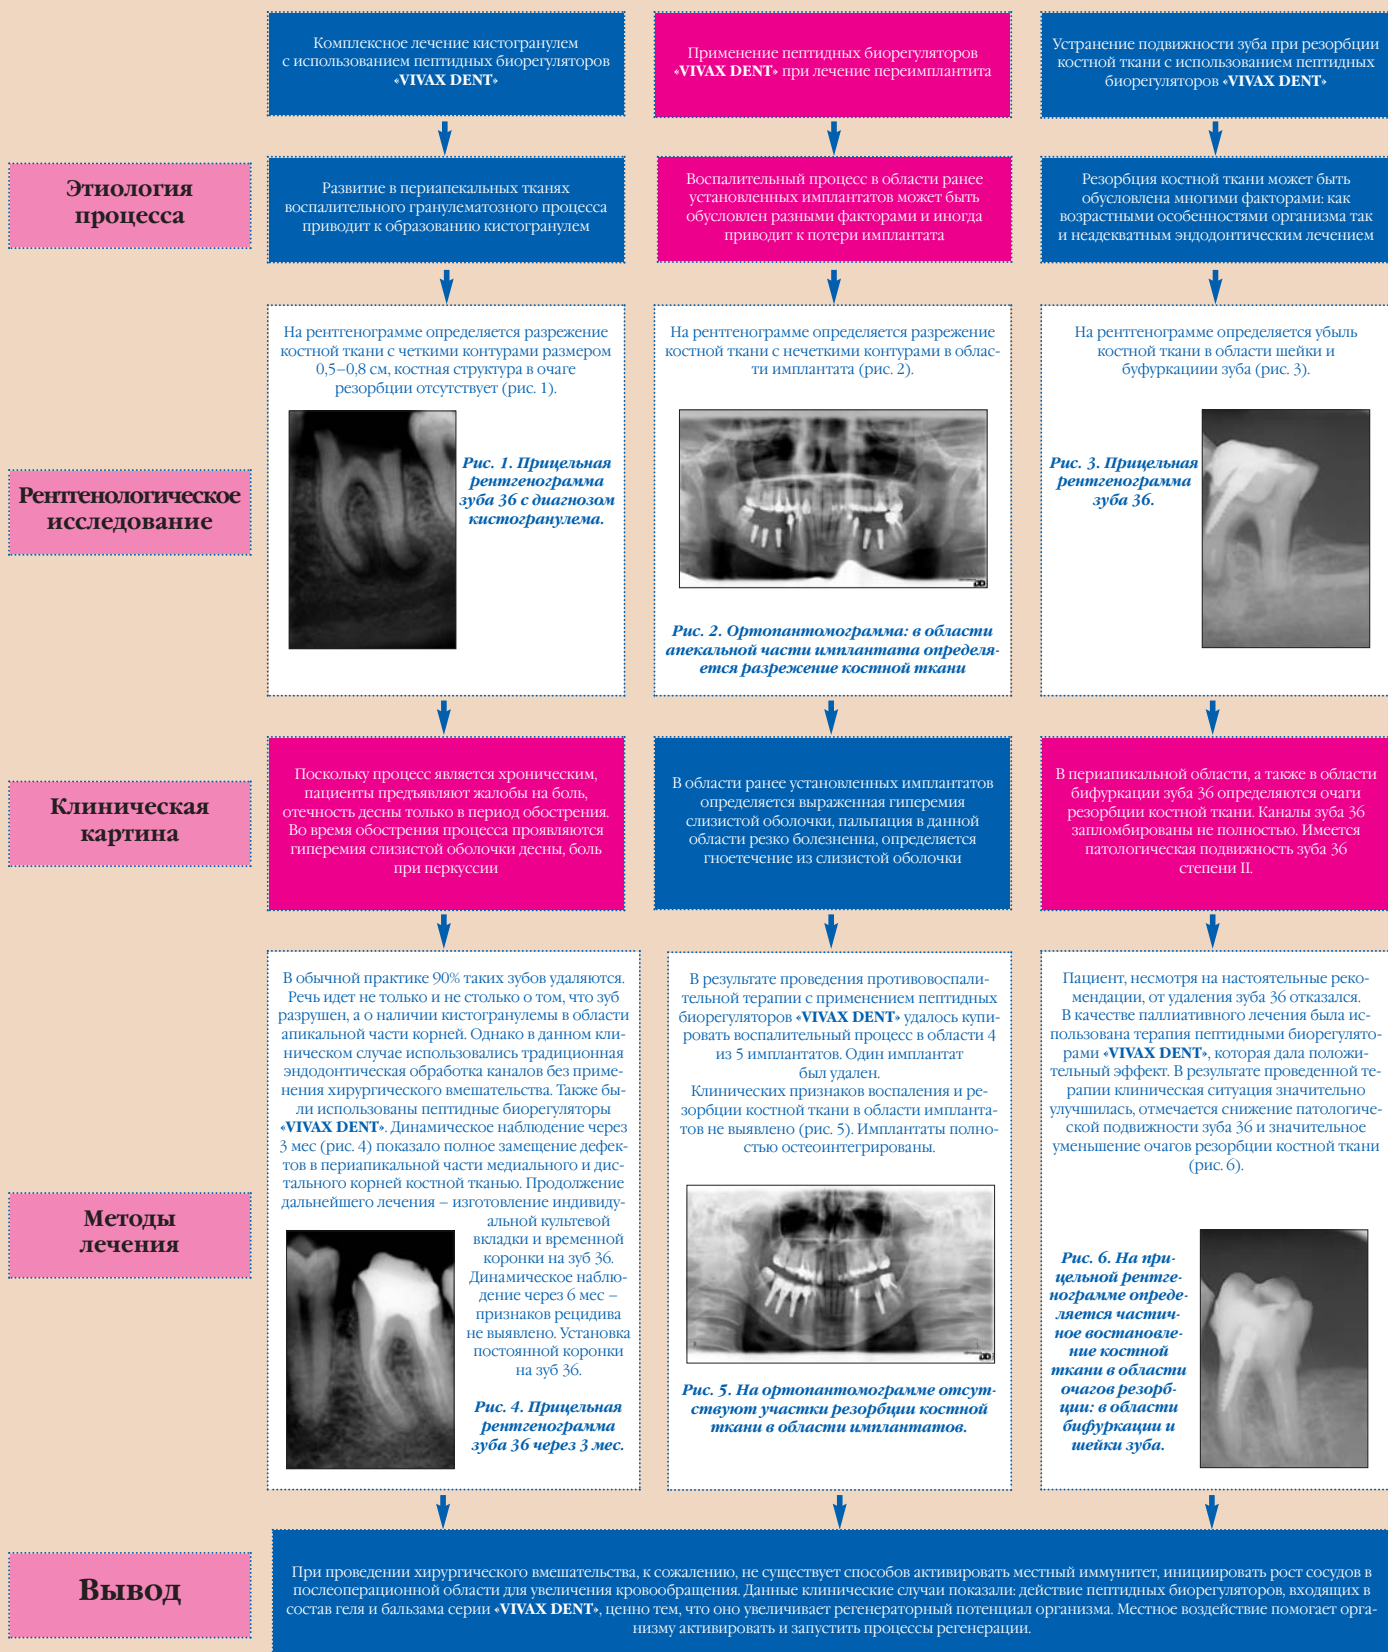 Комплексное лечение кистогранулем
с использованием пептидных биорегуляторов
«VIVAX DENT»
Применение пептидных биорегуляторов
«VIVAX DENT» при лечение переимплантита
Устранение подвижности зуба при резорбции
костной ткани с использованием пептидных
биорегуляторов «VIVAX DENT»
Этиология
процесса
Развитие в периапекальных тканях
воспалительного гранулематозного процесса
приводит к образованию кистогранулем
Воспалительный процесс в области ранее
установленных имплантатов может быть
обусловлен разными факторами и иногда
приводит к потери имплантата
Резорбция костной ткани может быть
обусловлена многими факторами: как
возрастными особенностями организма так
и неадекватным эндодонтическим лечением
Рентгенологическое
исследование
На рентгенограмме определяется разрежение
костной ткани с четкими контурами размером
0,5–0,8 см, костная структура в очаге
резорбции отсутствует (рис. 1).
Рис. 1. Прицельная
рентгенограмма
зуба 36 с диагнозом
кистогранулема.
На рентгенограмме определяется разрежение
костной ткани с нечеткими контурами в облас-
ти имплантата (рис. 2).
Рис. 2. Ортопантомограмма: в области
апекальной части имплантата определя-
ется разрежение костной ткани
На рентгенограмме определяется убыль
костной ткани в области шейки и
буфуркациии зуба (рис. 3).
Рис. 3. Прицельная
рентгенограмма
зуба 36.
Клиническая
картина
Поскольку процесс является хроническим,
пациенты предъявляют жалобы на боль,
отечность десны только в период обострения.
Во время обострения процесса проявляются
гиперемия слизистой оболочки десны, боль
при перкуссии
В области ранее установленных имплантатов
определяется выраженная гиперемия
слизистой оболочки, пальпация в данной
области резко болезненна, определяется
гноетечение из слизистой оболочки
В периапикальной области, а также в области
бифуркации зуба 36 определяются очаги
резорбции костной ткани. Каналы зуба 36
запломбированы не полностью. Имеется
патологическая подвижность зуба 36
степени II.
Методы
лечения
В обычной практике 90% таких зубов удаляются.
Речь идет не только и не столько о том, что зуб
разрушен, а о наличии кистогранулемы в области
апикальной части корней. Однако в данном кли-
ническом случае использовались традиционная
эндодонтическая обработка каналов без приме-
нения хирургического вмешательства. Также бы-
ли использованы пептидные биорегуляторы
«VIVAX DENT». Динамическое наблюдение через
3 мес (рис. 4) показало полное замещение дефек-
тов в периапикальной части медиального и дис-
тального корней костной тканью. Продолжение
дальнейшего лечения – изготовление индивиду-
альной культевой
вкладки и временной
коронки на зуб 36.
Динамическое наблю-
дение через 6 мес –
признаков рецидива
не выявлено. Установка
постоянной коронки
на зуб 36.
Рис. 4. Прицельная
рентгенограмма
зуба 36 через 3 мес.
В результате проведения противовоспали-
тельной терапии с применением пептидных
биорегуляторов «VIVAX DENT» удалось купи-
ровать воспалительный процесс в области 4
из 5 имплантатов. Один имплантат
был удален.
Клинических признаков воспаления и ре-
зорбции костной ткани в области импланта-
тов не выявлено (рис. 5). Имплантаты полно-
стью остеоинтегрированы.
Рис. 5. На ортопантомограмме отсут-
ствуют участки резорбции костной
ткани в области имплантатов.
Пациент, несмотря на настоятельные реко-
мендации, от удаления зуба 36 отказался.
В качестве паллиативного лечения была ис-
пользована терапия пептидными биорегулято-
рами «VIVAX DENT», которая дала положи-
тельный эффект. В результате проведенной те-
рапии клиническая ситуация значительно
улучшилась, отмечается снижение патологиче-
ской подвижности зуба 36 и значительное
уменьшение очагов резорбции костной ткани
(рис. 6).
Рис. 6. На при-
цельной рентге-
нограмме опреде-
ляется частич-
ное востановле-
ние костной
ткани в области
очагов резорб-
ции: в области
бифуркации и
шейки зуба.
Вывод
При проведении хирургического вмешательства, к сожалению, не существует способов активировать местный иммунитет, инициировать рост сосудов в
послеоперационной области для увеличения кровообращения. Данные клинические случаи показали: действие пептидных биорегуляторов, входящих в
состав геля и бальзама серии «VIVAX DENT», ценно тем, что оно увеличивает регенераторный потенциал организма. Местное воздействие помогает орга-
низму активировать и запустить процессы регенерации.